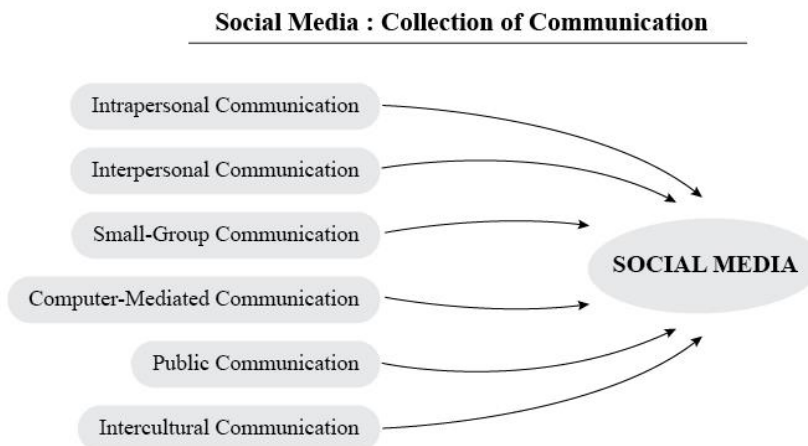 Social Media : Collection of Communication
Intrapersonal Communication
Interpersonal Communication
Small-Group Communication
Computer-Mediated Communication
Public Communication
Intercultural Communication
SOCIAL MEDIA